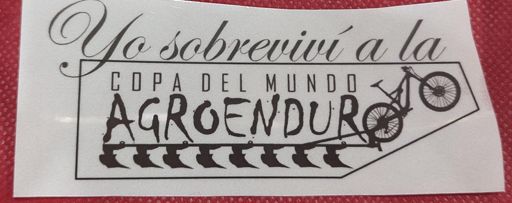 Yo sobreviví a la
COPA DEL MUNDO
AGROENDURO